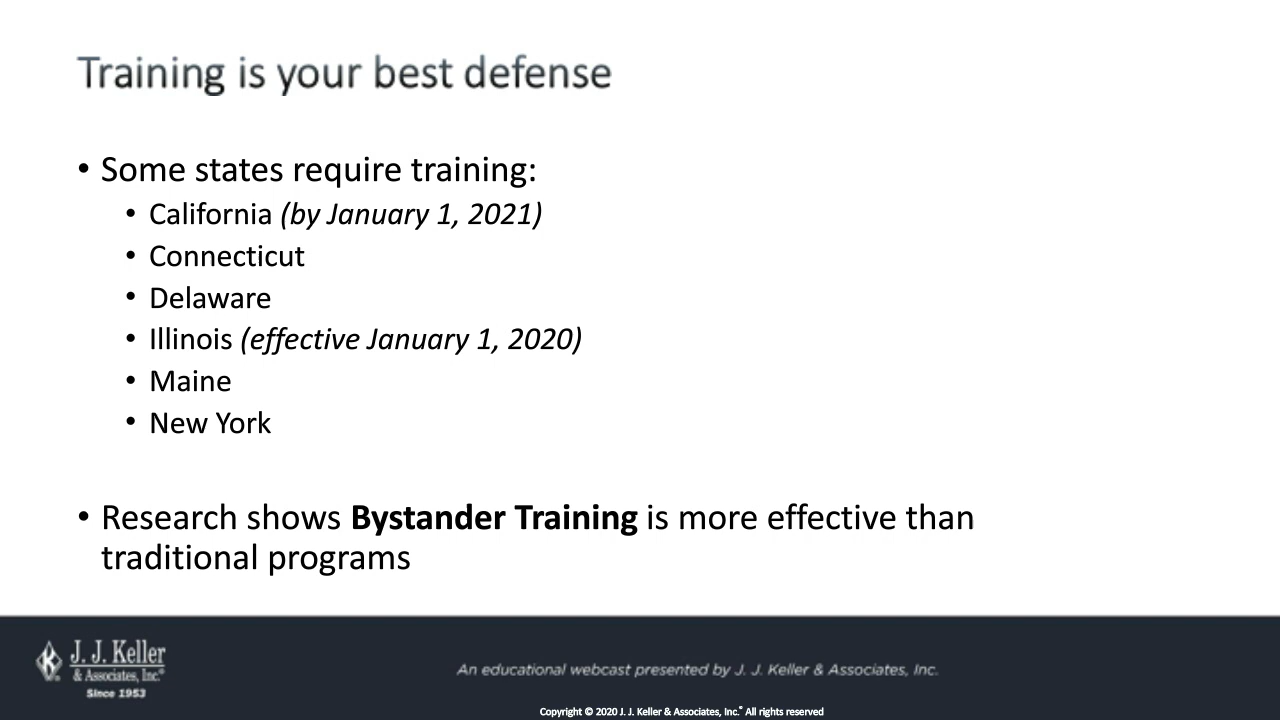 Training is your best defense
• Some states require training:
• California (by January 1, 2021)
• Connecticut
• Delaware
• Illinois (effective January 1, 2020)
• Maine
• New York
• Research shows Bystander Training is more effective than
traditional programs
J. J. Keller
& Associates, Inc.®
Since 1953
An educational webcast presented by J. J. Keller & Associates, Inc.
Copyright © 2020 J. J. Keller & Associates, Inc.® All rights reserved